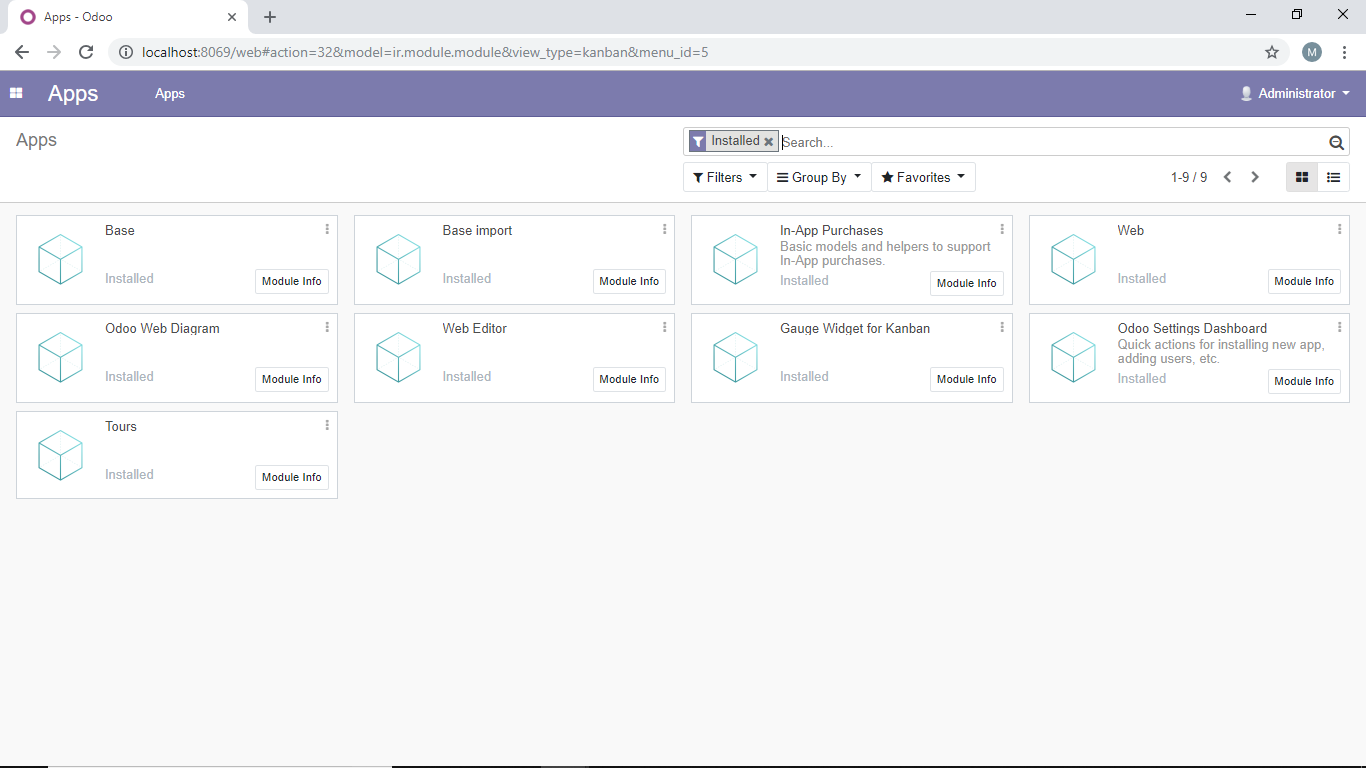 Apps - Odoo
localhost:8069/web#action=32&model=ir.module.module&view_type=kanban&menu_id=5
M
Apps
Apps
Administrator
Apps
Installed
Search...
Filters
Group By
Favorites
1-9 / 9
Base
Installed
Module Info
Base import
Installed
Module Info
In-App Purchases
Basic models and helpers to support
In-App purchases.
Installed
Module Info
Web
Installed
Module Info
Odoo Web Diagram
Installed
Module Info
Web Editor
Installed
Module Info
Gauge Widget for Kanban
Installed
Module Info
Odoo Settings Dashboard
Quick actions for installing new app,
adding users, etc.
Installed
Module Info
Tours
Installed
Module Info